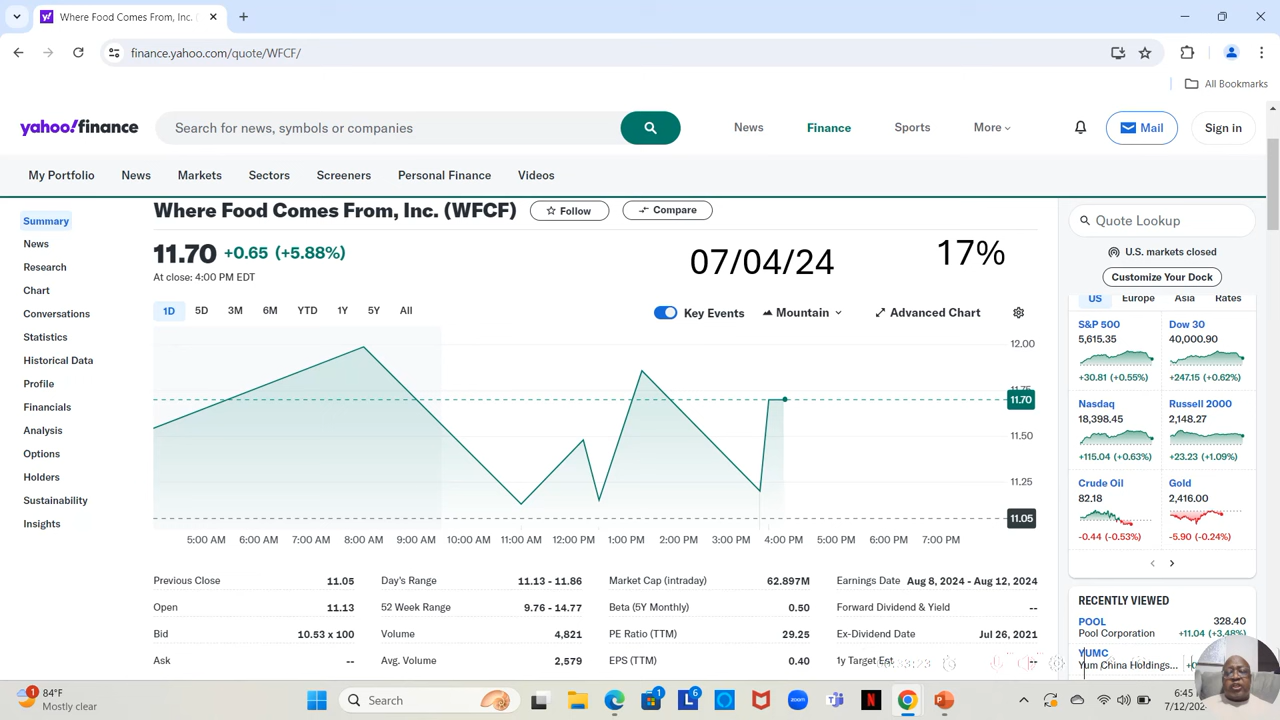 Where Food Comes From, Inc. (
finance.yahoo.com/quote/WFCF/
All Bookmarks
yahoo!finance
Search for news, symbols or companies
News
Finance
Sports
More
Mail
Sign in
My Portfolio
News
Markets
Sectors
Screeners
Personal Finance
Videos
Summary
News
Research
Chart
Conversations
Statistics
Historical Data
Profile
Financials
Analysis
Options
Holders
Sustainability
Insights
Where Food Comes From, Inc. (WFCF)
Follow
Compare
11.70 +0.65 (+5.88%)
At close: 4:00 PM EDT
07/04/24
17%
1D 5D 3M 6M YTD 1Y 5Y All
Key Events
Mountain
Advanced Chart
12.00
11.75
11.70
11.50
11.25
11.05
5:00 AM 6:00 AM 7:00 AM 8:00 AM 9:00 AM 10:00 AM 11:00 AM 12:00 PM 1:00 PM 2:00 PM 3:00 PM 4:00 PM 5:00 PM 6:00 PM 7:00 PM
Previous Close 11.05
Open 11.13
Bid 10.53 x 100
Ask --
Day's Range 11.13 - 11.86
52 Week Range 9.76 - 14.77
Volume 4,821
Avg. Volume 2,579
Market Cap (intraday) 62.897M
Beta (5Y Monthly) 0.50
PE Ratio (TTM) 29.25
EPS (TTM) 0.40
Earnings Date Aug 8, 2024 - Aug 12, 2024
Forward Dividend & Yield --
Ex-Dividend Date Jul 26, 2021
1y Target Est
Quote Lookup
U.S. markets closed
Customize Your Dock
US Europe Asia Rates
S&P 500
5,615.35
+30.81 (+0.55%)
Dow 30
40,000.90
+247.15 (+0.62%)
Nasdaq
18,398.45
+115.04 (+0.63%)
Russell 2000
2,148.27
+23.23 (+1.09%)
Crude Oil
82.18
-0.44 (-0.53%)
Gold
2,416.00
-5.90 (-0.24%)
RECENTLY VIEWED
POOL 328.40
Pool Corporation +11.04 (+3.48%)
YUMC
Yum China Holdings...
1
84°F
Mostly clear
Search
1
6
6:45
7/12